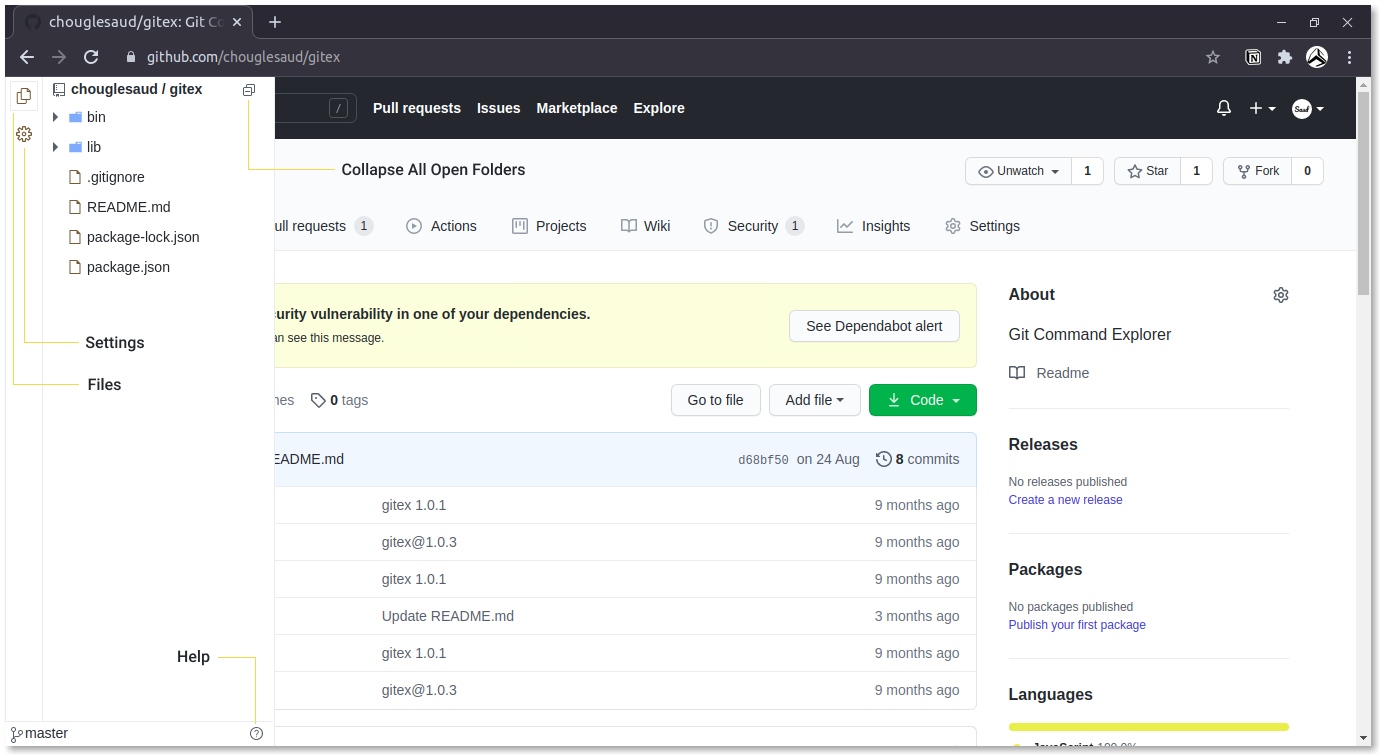 chouglesaud/gitex: Git Co
github.com/chouglesaud/gitex
chouglesaud / gitex
bin
lib
.gitignore
README.md
package-lock.json
package.json
Settings
Files
Help
master
/
Pull requests Issues Marketplace Explore
Collapse All Open Folders
Unwatch 1 Star 1 Fork 0
ull requests 1 Actions Projects Wiki Security 1 Insights Settings
curity vulnerability in one of your dependencies.
an see this message.
See Dependabot alert
hes 0 tags
Go to file Add file Code
EADME.md d68bf50 on 24 Aug 8 commits
gitex 1.0.1 9 months ago
gitex@1.0.3 9 months ago
gitex 1.0.1 9 months ago
Update README.md 3 months ago
gitex 1.0.1 9 months ago
gitex@1.0.3 9 months ago
About
Git Command Explorer
Readme
Releases
No releases published
Create a new release
Packages
No packages published
Publish your first package
Languages
JavaScript 100.0%